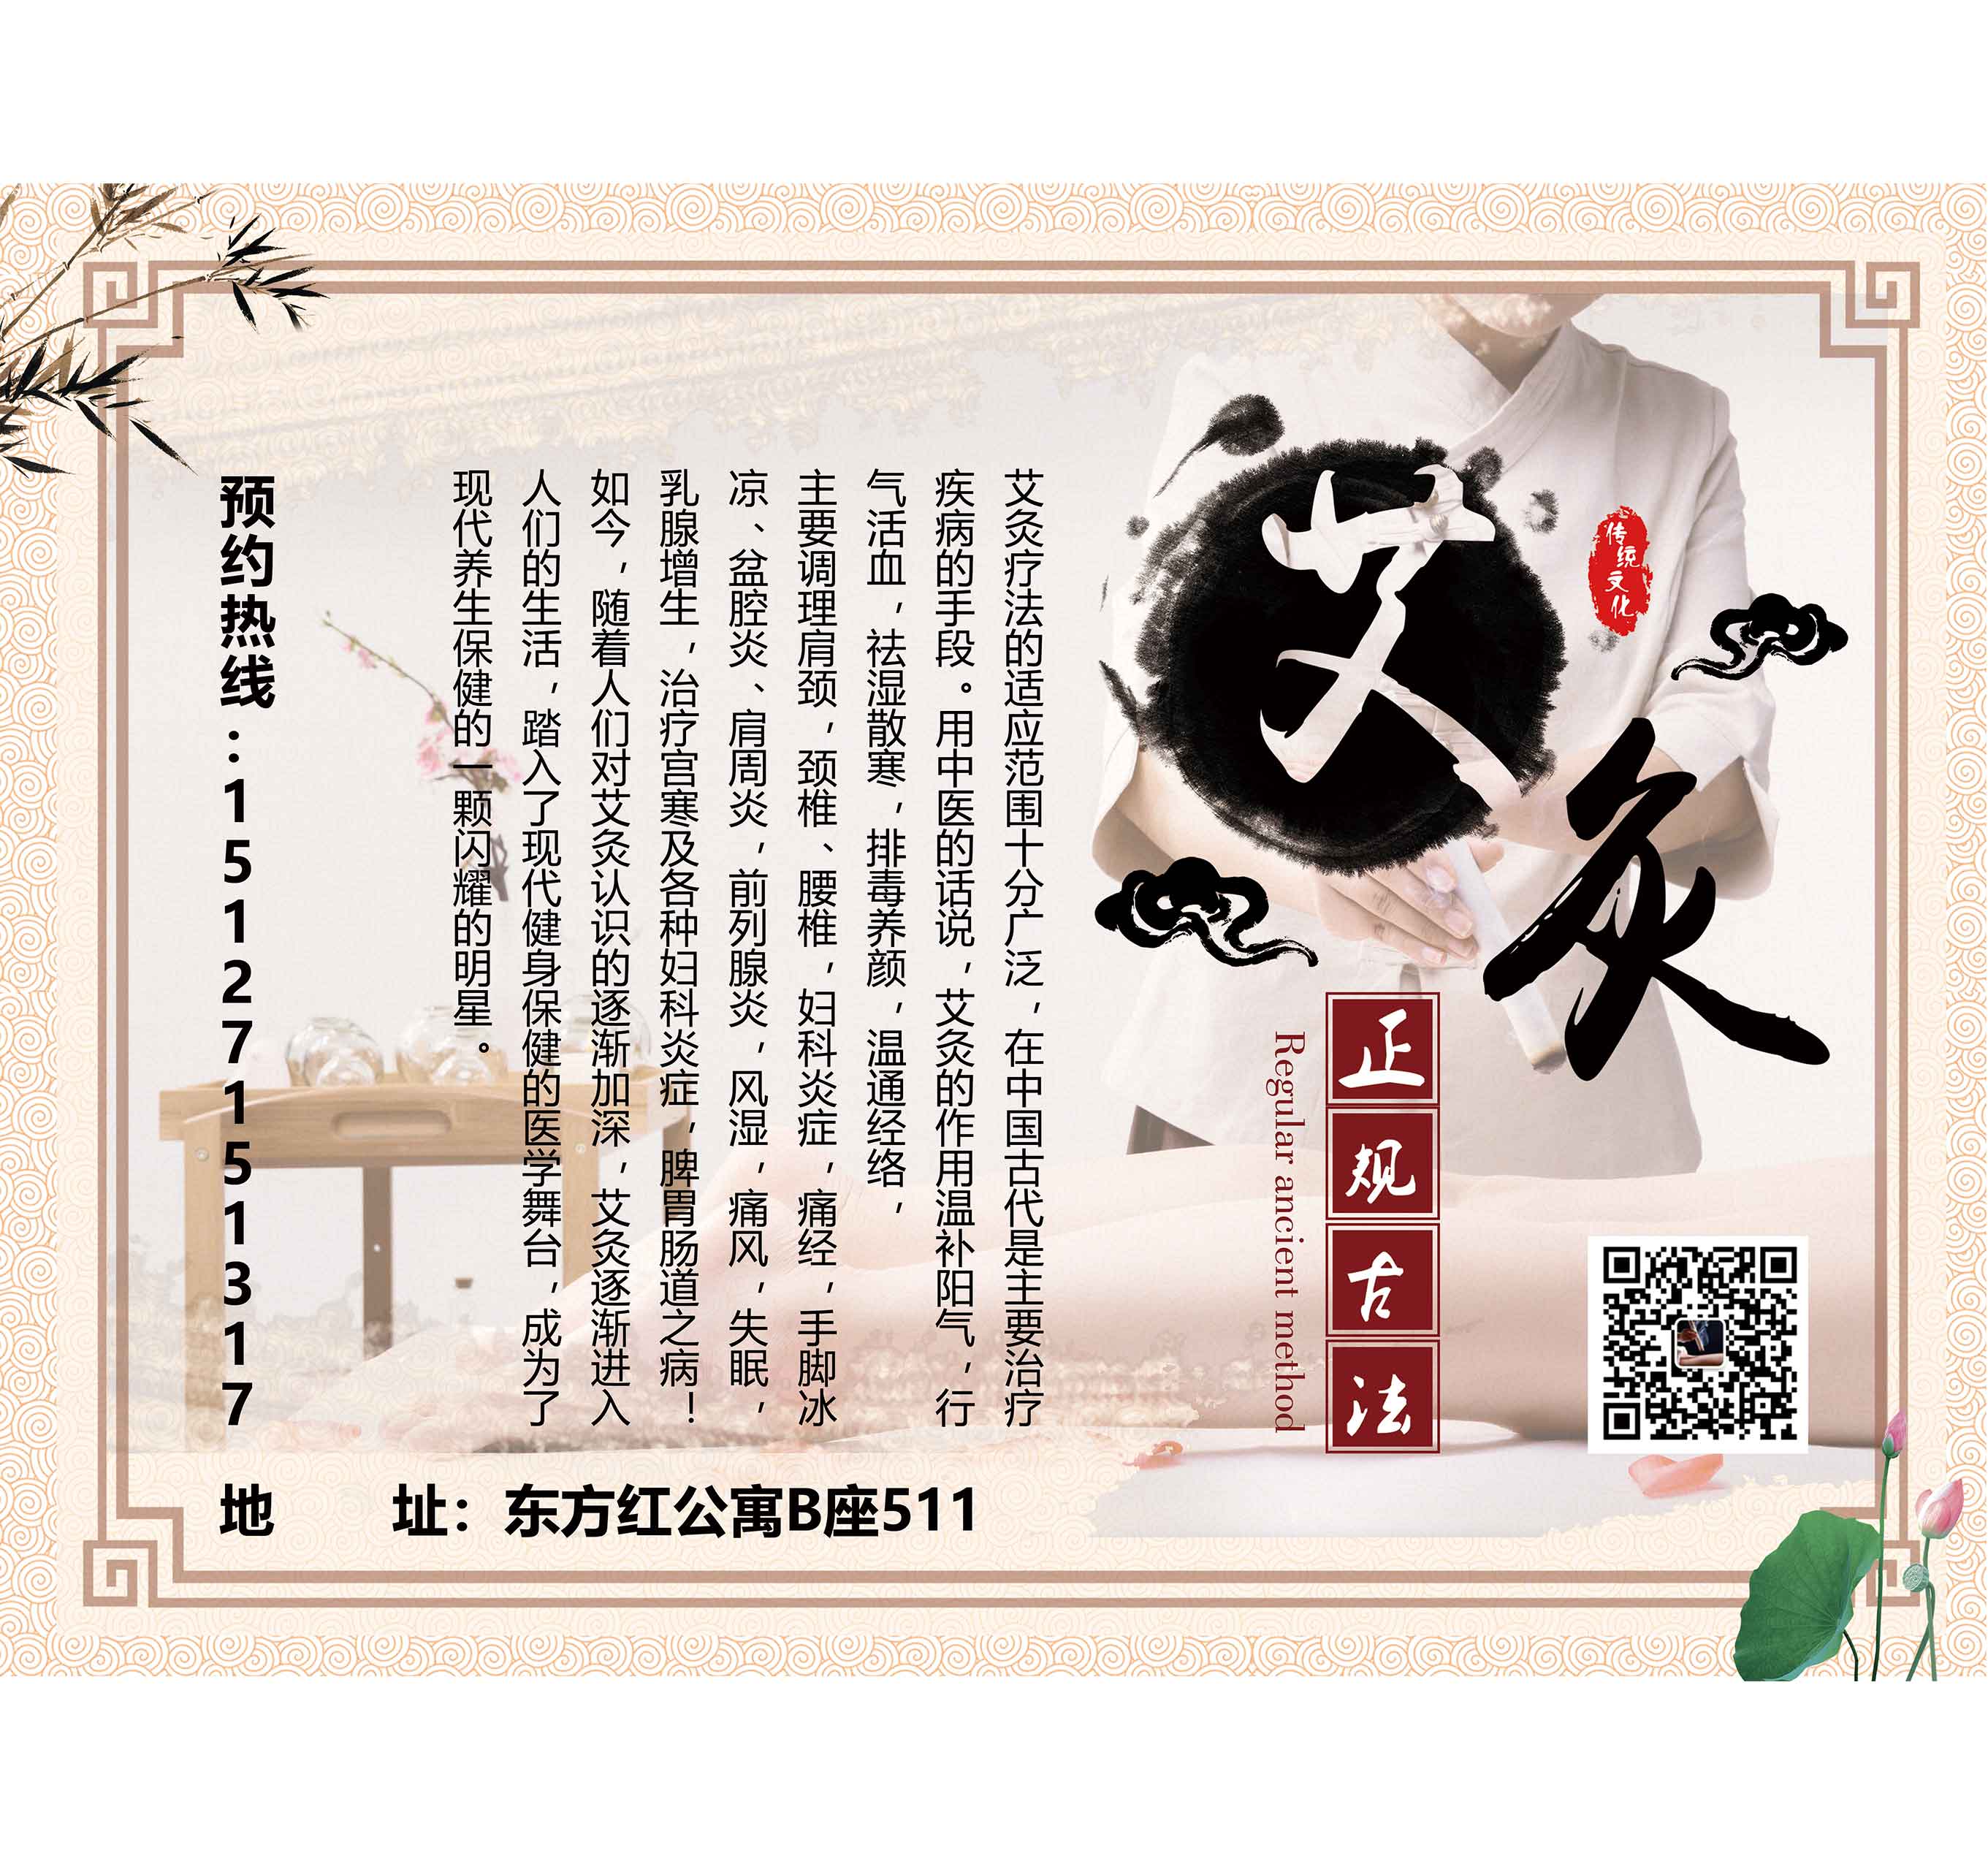 艾灸
传统文化
正规古法
Regular ancient method
艾灸疗法的适应范围十分广泛，在中国古代是主要治疗
疾病的手段。用中医的话说，艾灸的作用温补阳气，行
气活血，祛湿散寒，排毒养颜，温通经络，
主要调理肩颈，颈椎、腰椎，妇科炎症，痛经，手脚冰
凉、盆腔炎、肩周炎，前列腺炎，风湿，痛风，失眠，
乳腺增生，治疗宫寒及各种妇科炎症，脾胃肠道之病！
如今，随着人们对艾灸认识的逐渐加深，艾灸逐渐进入
人们的生活，踏入了现代健身保健的医学舞台，成为了
现代养生保健的一颗闪耀的明星。
预约热线：15127151317
地 址：东方红公寓B座511